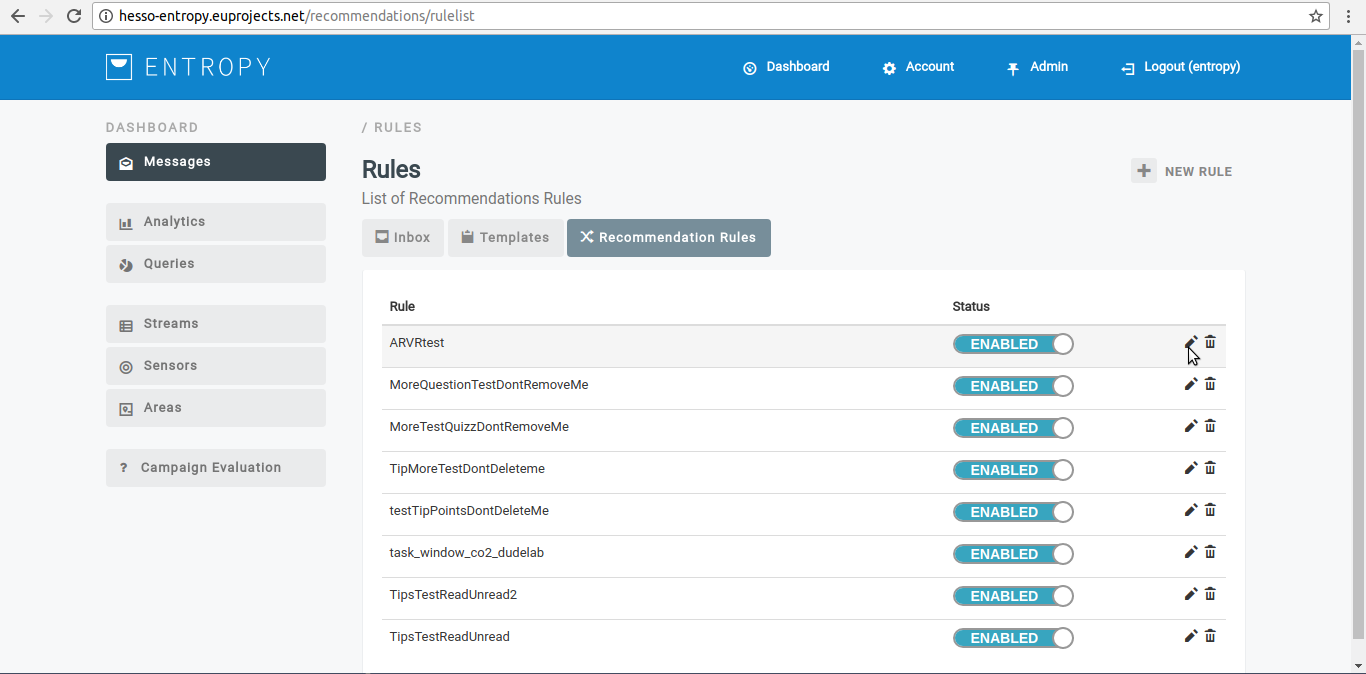 hesso-entropy.euprojects.net/recommendations/rulelist
ENTROPY
Dashboard
Account
Admin
Logout (entropy)
DASHBOARD
Messages
Analytics
Queries
Streams
Sensors
Areas
? Campaign Evaluation
/ RULES
Rules
List of Recommendations Rules
+ NEW RULE
Inbox
Templates
Recommendation Rules
Rule Status
ARVRtest ENABLED
MoreQuestionTestDontRemoveMe ENABLED
MoreTestQuizzDontRemoveMe ENABLED
TipMoreTestDontDeleteme ENABLED
testTipPointsDontDeleteMe ENABLED
task_window_co2_dudelab ENABLED
TipsTestReadUnread2 ENABLED
TipsTestReadUnread ENABLED